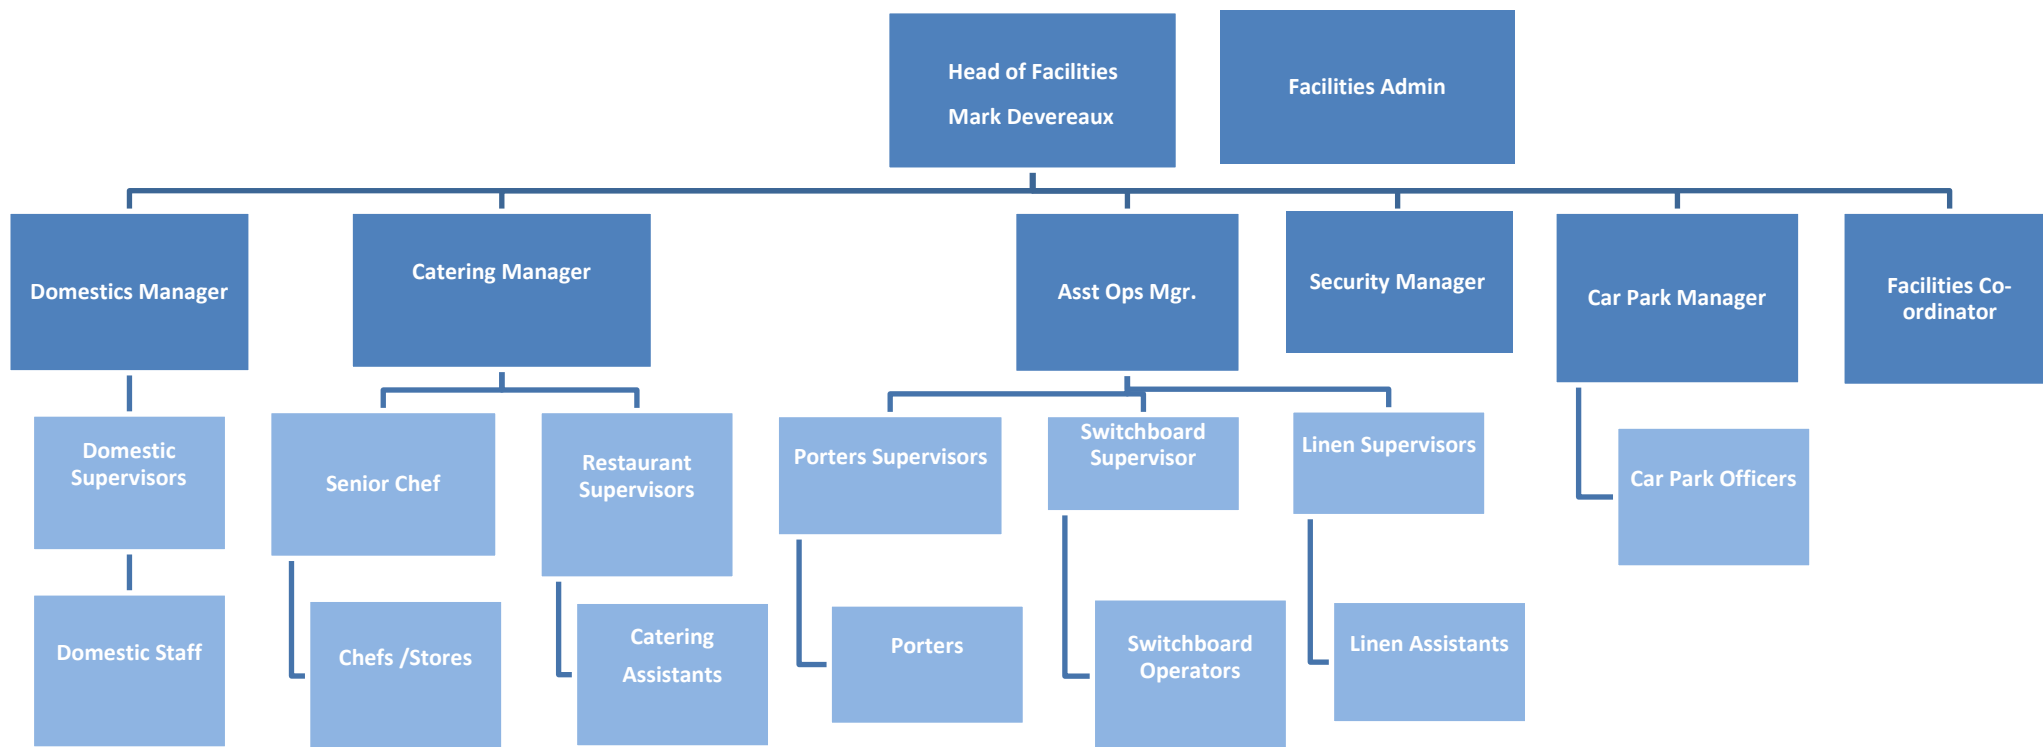 Head of Facilities
Mark Devereaux
Facilities Admin
Domestics Manager
Catering Manager
Asst Ops Mgr.
Security Manager
Car Park Manager
Facilities Co-
ordinator
Domestic
Supervisors
Senior Chef
Restaurant
Supervisors
Porters Supervisors
Switchboard
Supervisor
Linen Supervisors
Car Park Officers
Domestic Staff
Chefs /Stores
Catering
Assistants
Porters
Switchboard
Operators
Linen Assistants